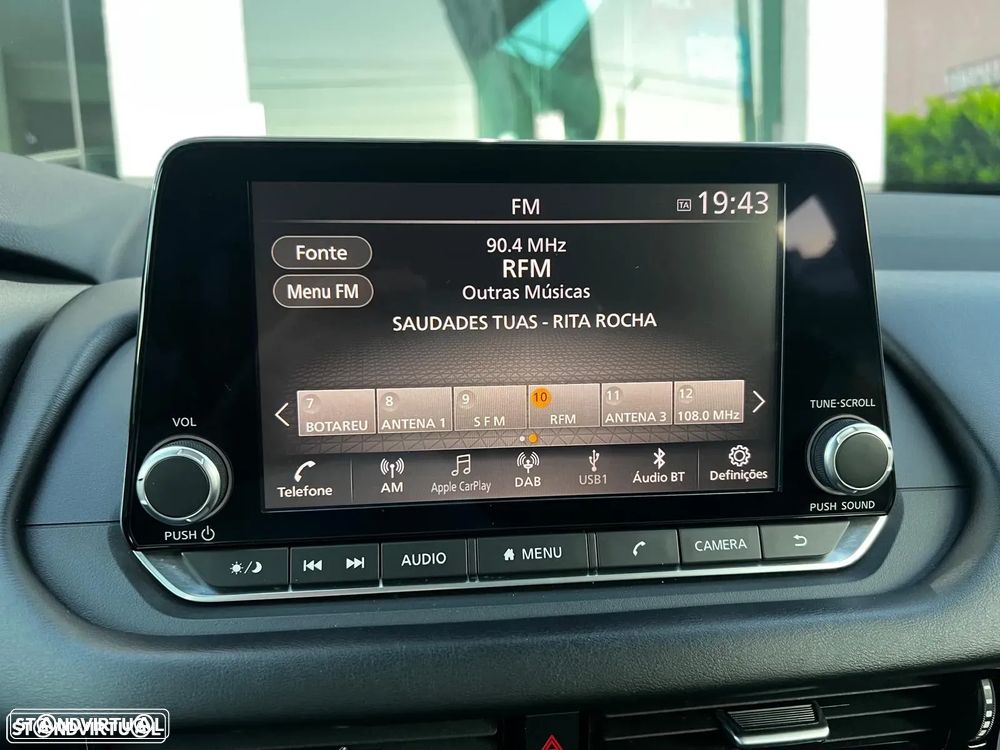 FM
TA 19:43
Fonte
90.4 MHz
RFM
Menu FM
Outras Músicas
SAUDADES TUAS - RITA ROCHA
7 8 9 10 11 12
BOTAREU ANTENA 1 S F M RFM ANTENA 3 108.0 MHz
Telefone AM Apple CarPlay DAB USB1 Áudio BT Definições
VOL
TUNE·SCROLL
PUSH
PUSH SOUND
AUDIO MENU CAMERA
STANDVIRTUAL